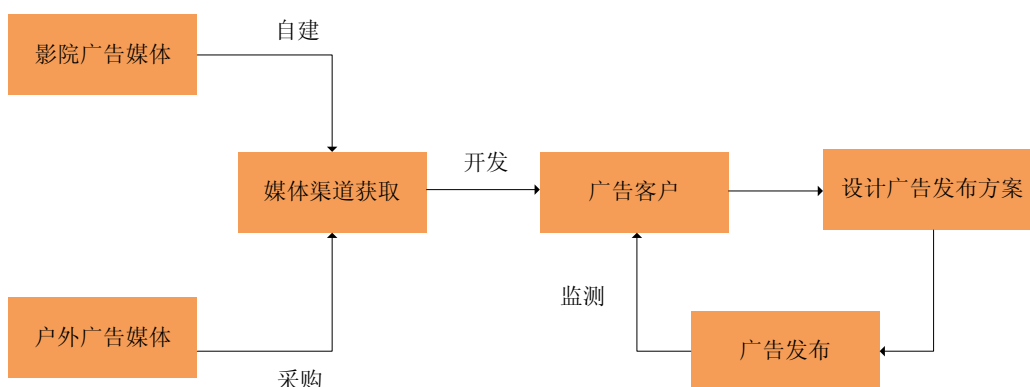 自建
影院广告媒体
媒体渠道获取
开发
广告客户
设计广告发布方案
监测
户外广告媒体
广告发布
采购